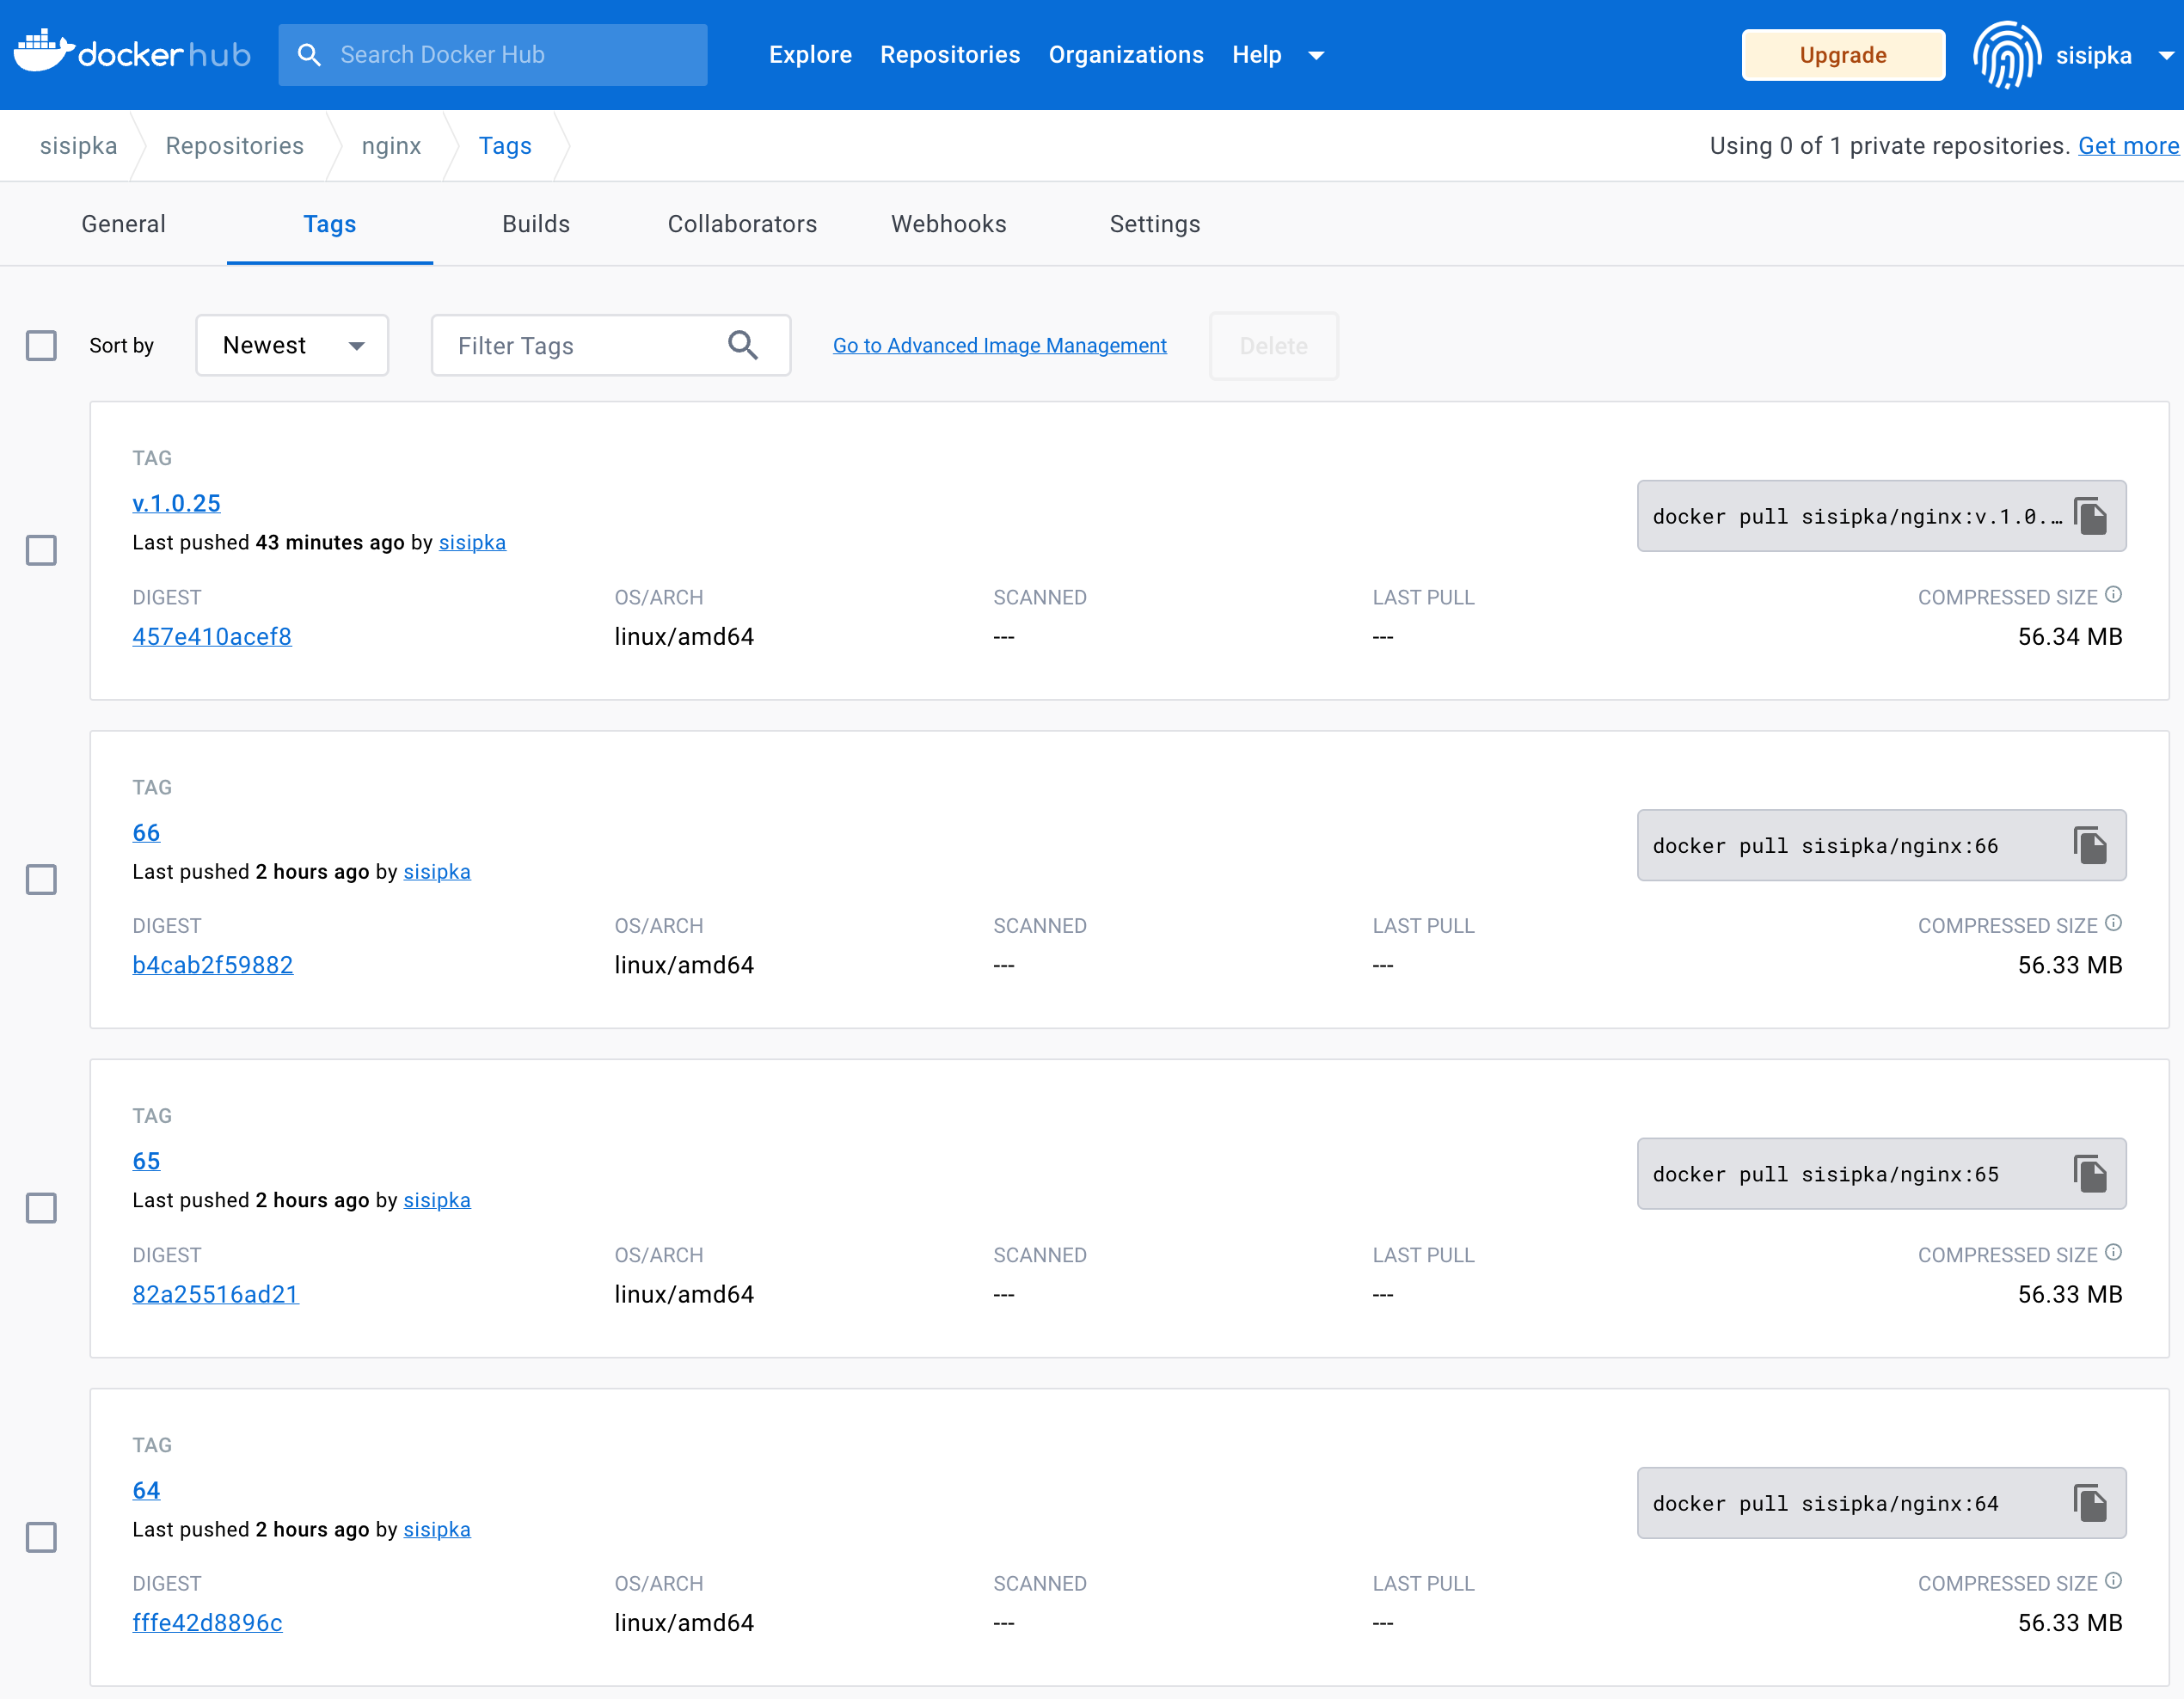 dockerhub Search Docker Hub Explore Repositories Organizations Help Upgrade sisipka
sisipka Repositories nginx Tags Using 0 of 1 private repositories. Get more
General Tags Builds Collaborators Webhooks Settings
Sort by Newest Filter Tags Go to Advanced Image Management Delete
TAG
v.1.0.25
docker pull sisipka/nginx:v.1.0.…
Last pushed 43 minutes ago by sisipka
DIGEST OS/ARCH SCANNED LAST PULL COMPRESSED SIZE
457e410acef8 linux/amd64 --- --- 56.34 MB
TAG
66
docker pull sisipka/nginx:66
Last pushed 2 hours ago by sisipka
DIGEST OS/ARCH SCANNED LAST PULL COMPRESSED SIZE
b4cab2f59882 linux/amd64 --- --- 56.33 MB
TAG
65
docker pull sisipka/nginx:65
Last pushed 2 hours ago by sisipka
DIGEST OS/ARCH SCANNED LAST PULL COMPRESSED SIZE
82a25516ad21 linux/amd64 --- --- 56.33 MB
TAG
64
docker pull sisipka/nginx:64
Last pushed 2 hours ago by sisipka
DIGEST OS/ARCH SCANNED LAST PULL COMPRESSED SIZE
fffe42d8896c linux/amd64 --- --- 56.33 MB